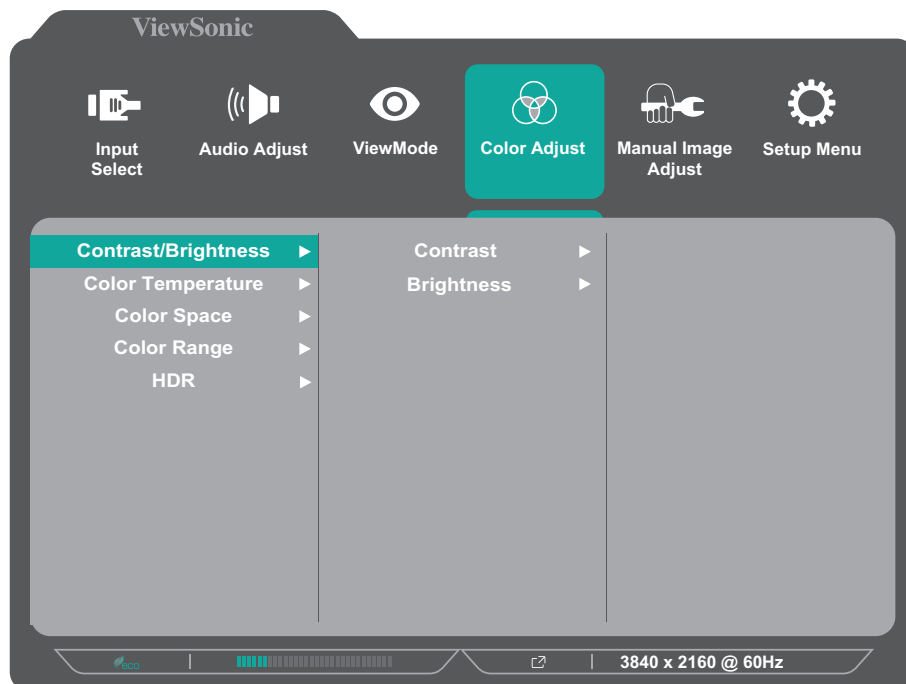 ViewSonic
Input Select
Audio Adjust
ViewMode
Color Adjust
Manual Image Adjust
Setup Menu
Contrast/Brightness
Color Temperature
Color Space
Color Range
HDR
Contrast
Brightness
eco
3840 x 2160 @ 60Hz